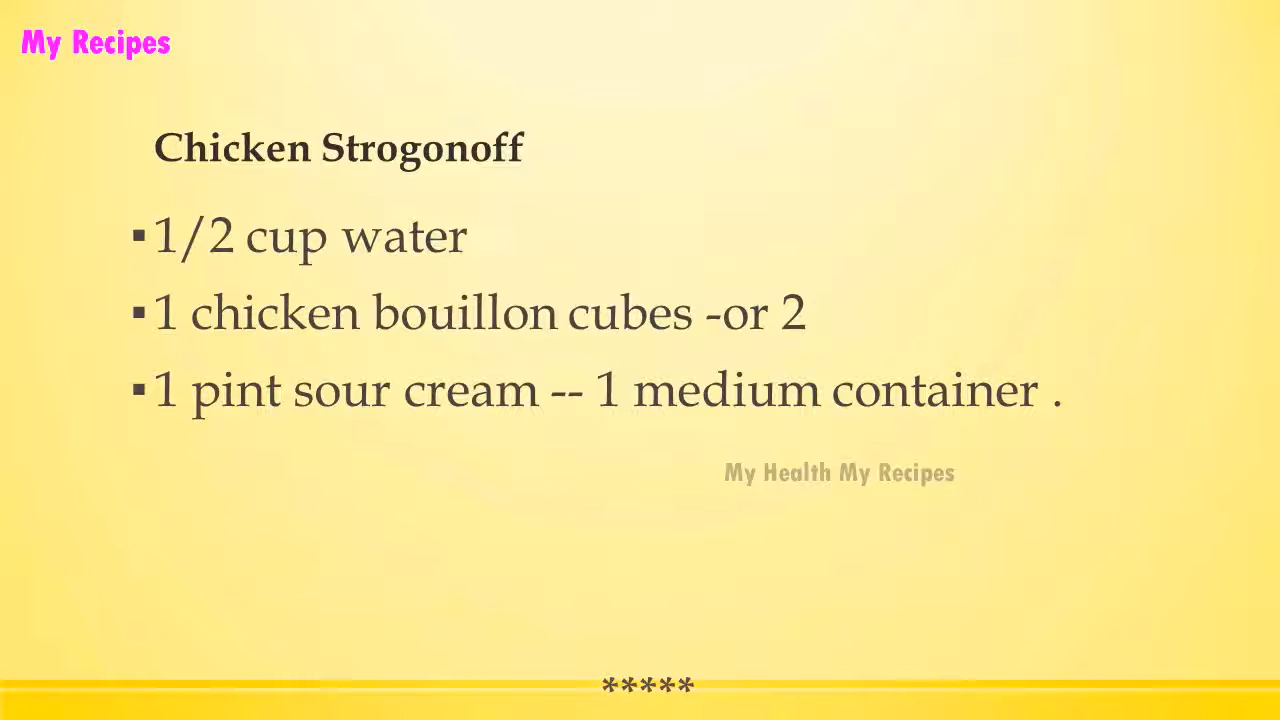 My Recipes
Chicken Strogonoff
▪1/2 cup water
▪1 chicken bouillon cubes -or 2
▪1 pint sour cream -- 1 medium container .
My Health My Recipes
*****